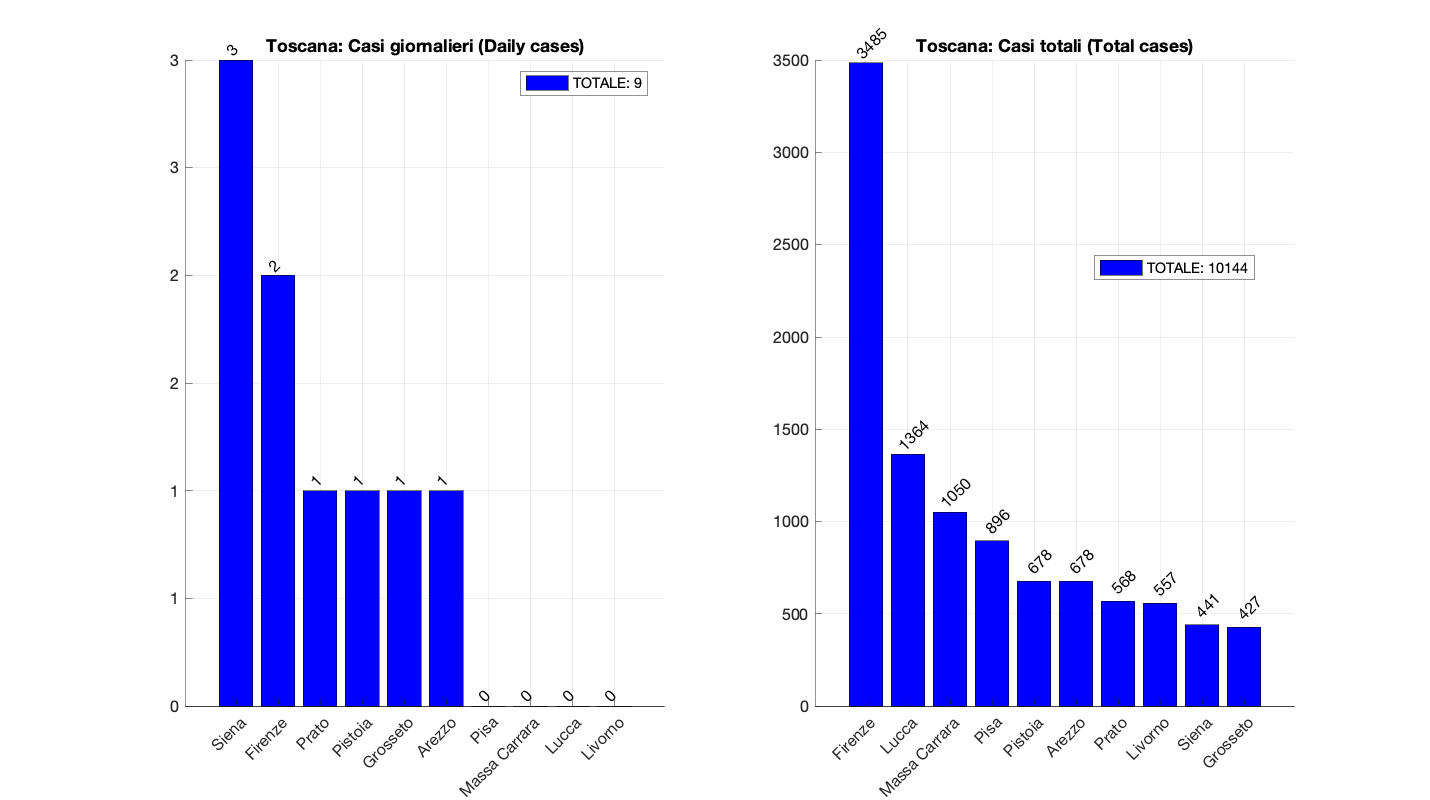 Toscana: Casi giornalieri (Daily cases)
TOTALE: 9
3
3
2
2
1
1
0
3
2
1
1
1
1
0
0
0
0
Siena
Firenze
Prato
Pistoia
Grosseto
Arezzo
Pisa
Massa Carrara
Lucca
Livorno
Toscana: Casi totali (Total cases)
TOTALE: 10144
3500
3000
2500
2000
1500
1000
500
0
3485
1364
1050
896
678
678
568
557
441
427
Firenze
Lucca
Massa Carrara
Pisa
Pistoia
Arezzo
Prato
Livorno
Siena
Grosseto